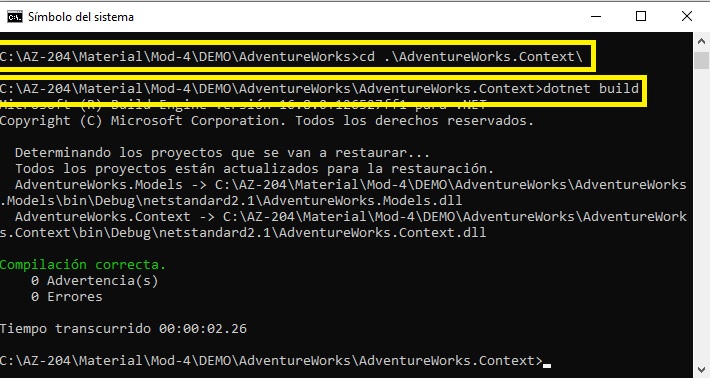 Símbolo del sistema
C:\AZ-204\Material\Mod-4\DEMO\AdventureWorks>cd .\AdventureWorks.Context\
C:\AZ-204\Material\Mod-4\DEMO\AdventureWorks\AdventureWorks.Context>dotnet build
Microsoft (R) Build Engine versión 16.8.0+126527ff1 para .NET
Copyright (C) Microsoft Corporation. Todos los derechos reservados.
Determinando los proyectos que se van a restaurar...
Todos los proyectos están actualizados para la restauración.
AdventureWorks.Models -> C:\AZ-204\Material\Mod-4\DEMO\AdventureWorks\AdventureWorks
.Models\bin\Debug\netstandard2.1\AdventureWorks.Models.dll
AdventureWorks.Context -> C:\AZ-204\Material\Mod-4\DEMO\AdventureWorks\AdventureWork
s.Context\bin\Debug\netstandard2.1\AdventureWorks.Context.dll
Compilación correcta.
0 Advertencia(s)
0 Errores
Tiempo transcurrido 00:00:02.26
C:\AZ-204\Material\Mod-4\DEMO\AdventureWorks\AdventureWorks.Context>